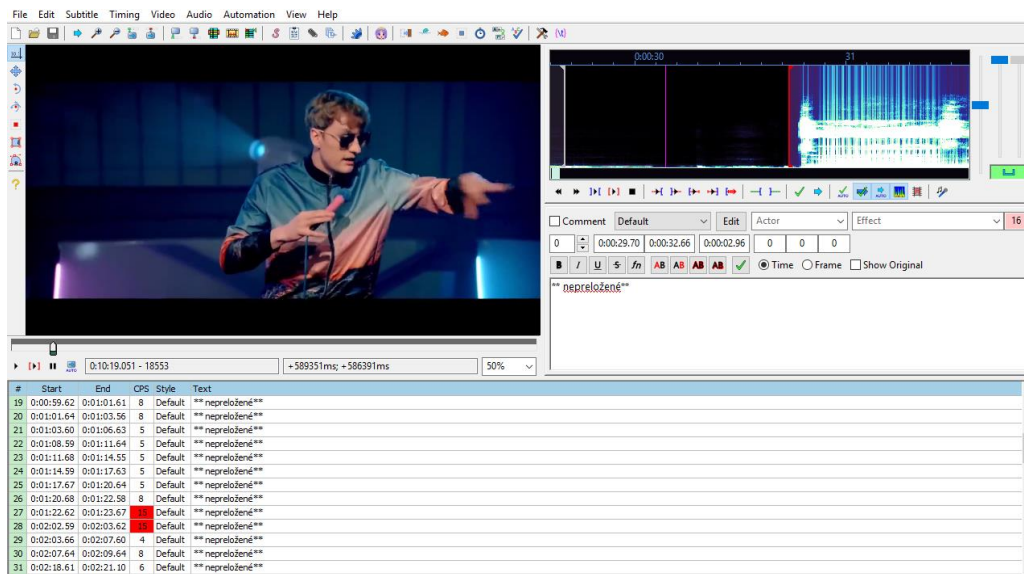 File Edit Subtitle Timing Video Audio Automation View Help
0:00:30 31
Comment Default Edit Actor Effect 16
0 0:00:29.70 0:00:32.66 0:00:02.96 0 0 0
B I U S fn AB AB AB AB Time Frame Show Original
** nepreložené**
0:10:19.051 - 18553 +589351ms; +586391ms 50%
# Start End CPS Style Text
19 0:00:59.62 0:01:01.61 8 Default ** nepreložené**
20 0:01:01.64 0:01:03.56 8 Default ** nepreložené**
21 0:01:03.60 0:01:06.63 5 Default ** nepreložené**
22 0:01:08.59 0:01:11.64 5 Default ** nepreložené**
23 0:01:11.68 0:01:14.55 5 Default ** nepreložené**
24 0:01:14.59 0:01:17.63 5 Default ** nepreložené**
25 0:01:17.67 0:01:20.64 5 Default ** nepreložené**
26 0:01:20.68 0:01:22.58 8 Default ** nepreložené**
27 0:01:22.62 0:01:23.67 15 Default ** nepreložené**
28 0:02:02.59 0:02:03.62 15 Default ** nepreložené**
29 0:02:03.66 0:02:07.60 4 Default ** nepreložené**
30 0:02:07.64 0:02:09.64 8 Default ** nepreložené**
31 0:02:18.61 0:02:21.10 6 Default ** nepreložené**